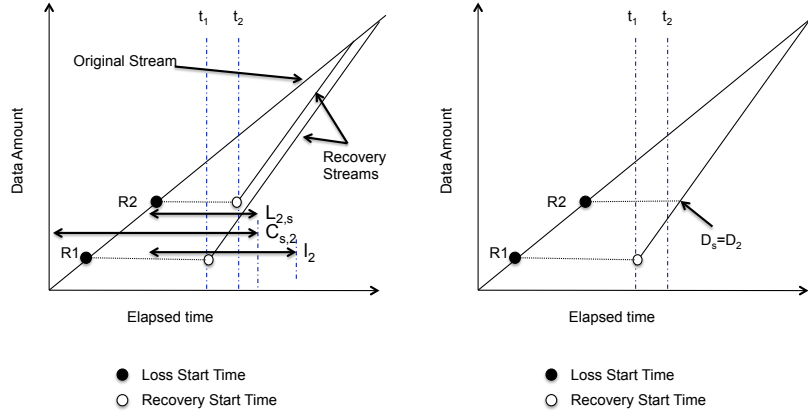 t1 t2
Original Stream
Data Amount
Recovery
Streams
R2
L2,s
Cs,2
R1
I2
Elapsed time
Loss Start Time
Recovery Start Time
t1 t2
Data Amount
R2
R1
Ds=D2
Elapsed time
Loss Start Time
Recovery Start Time